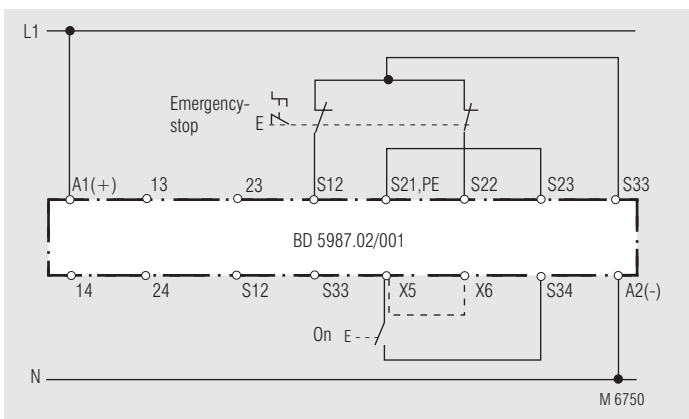 L1
Emergency-
stop
E
A1(+) 13 23 S12 S21,PE S22 S23 S33
BD 5987.02/001
14 24 S12 S33 X5 X6 S34 A2(-)
On E
N
M 6750